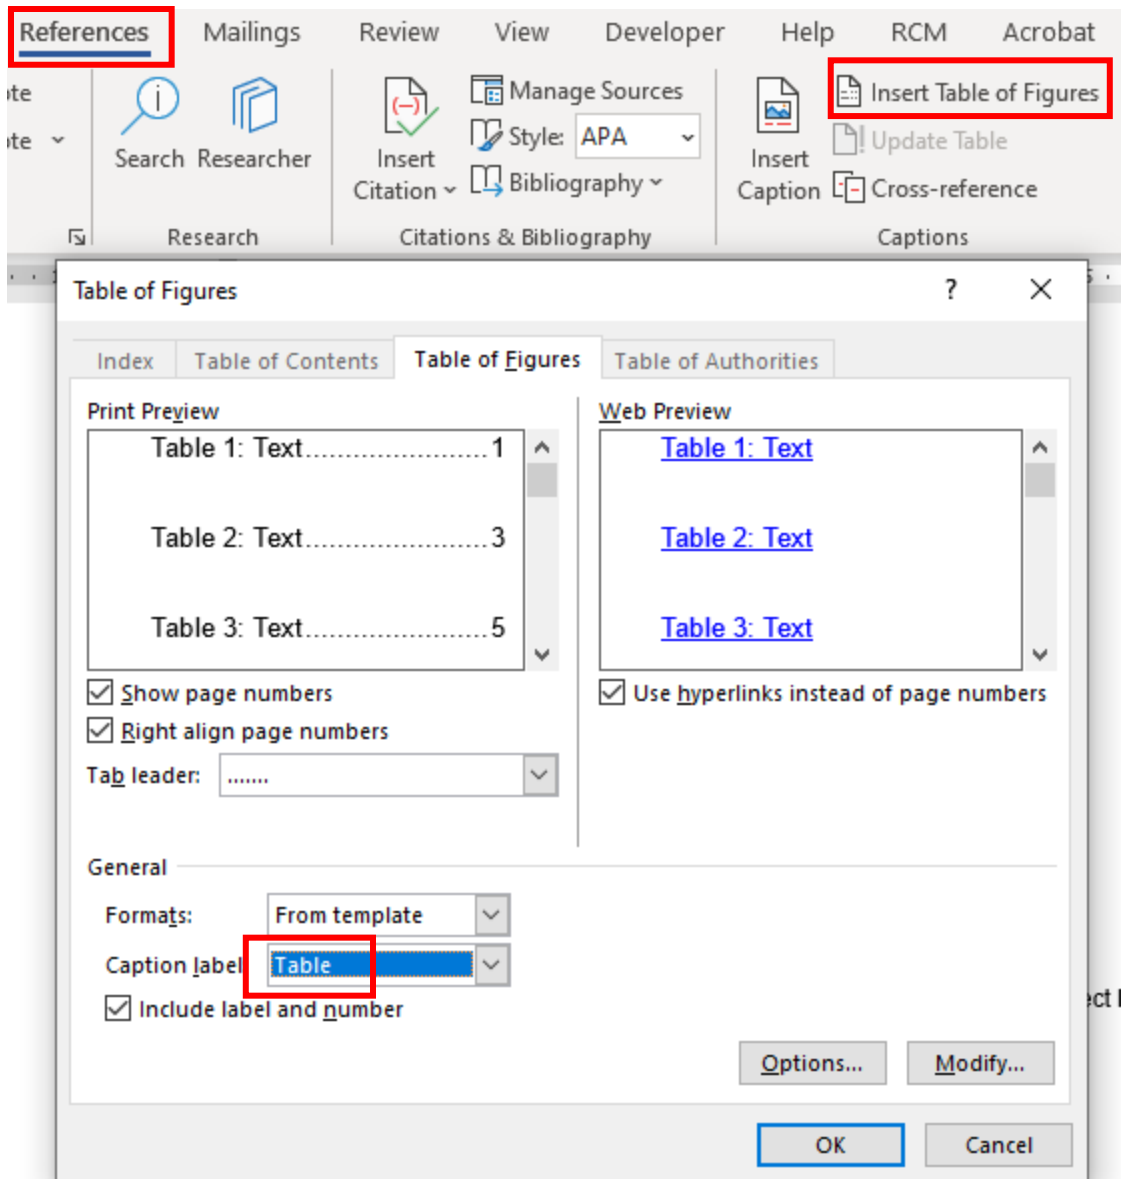 References Mailings Review View Developer Help RCM Acrobat
ote
ote
Search Researcher
Research
Insert
Citation
Manage Sources
Style: APA
Bibliography
Citations & Bibliography
Insert
Caption
Insert Table of Figures
Update Table
Cross-reference
Captions
Table of Figures ? X
Index Table of Contents Table of Figures Table of Authorities
Print Preview
Table 1: Text........................1
Table 2: Text........................3
Table 3: Text........................5
Show page numbers
Right align page numbers
Tab leader: .......
Web Preview
Table 1: Text
Table 2: Text
Table 3: Text
Use hyperlinks instead of page numbers
General
Formats: From template
Caption label Table
Include label and number
ect
Options... Modify...
OK Cancel